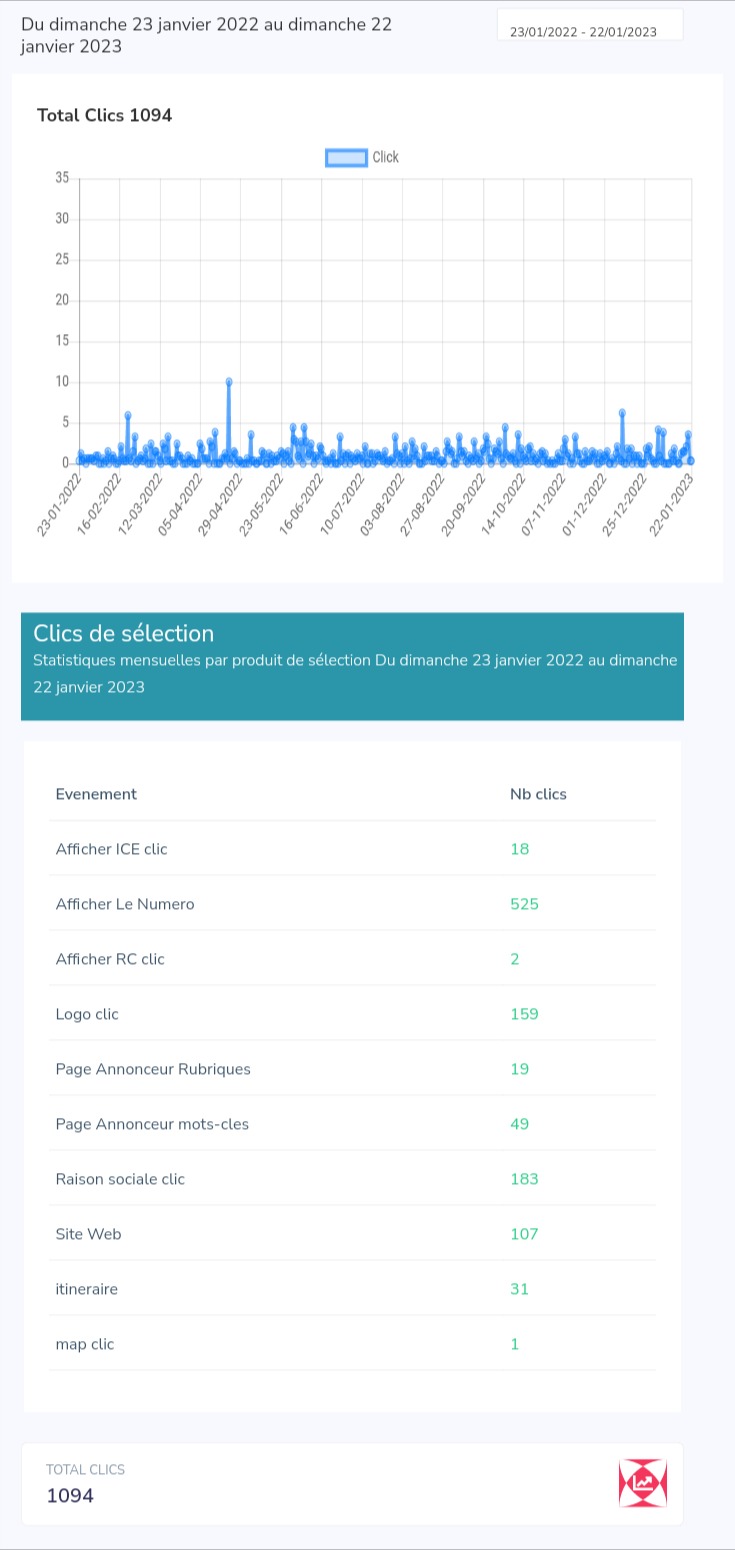 Du dimanche 23 janvier 2022 au dimanche 22
janvier 2023
23/01/2022 - 22/01/2023
Total Clics 1094
Click
35
30
25
20
15
10
5
0
23-01-2022
16-02-2022
12-03-2022
05-04-2022
29-04-2022
23-05-2022
16-06-2022
10-07-2022
03-08-2022
27-08-2022
20-09-2022
14-10-2022
07-11-2022
01-12-2022
25-12-2022
22-01-2023
Clics de sélection
Statistiques mensuelles par produit de sélection Du dimanche 23 janvier 2022 au dimanche
22 janvier 2023
Evenement Nb clics
Afficher ICE clic 18
Afficher Le Numero 525
Afficher RC clic 2
Logo clic 159
Page Annonceur Rubriques 19
Page Annonceur mots-cles 49
Raison sociale clic 183
Site Web 107
itineraire 31
map clic 1
TOTAL CLICS
1094